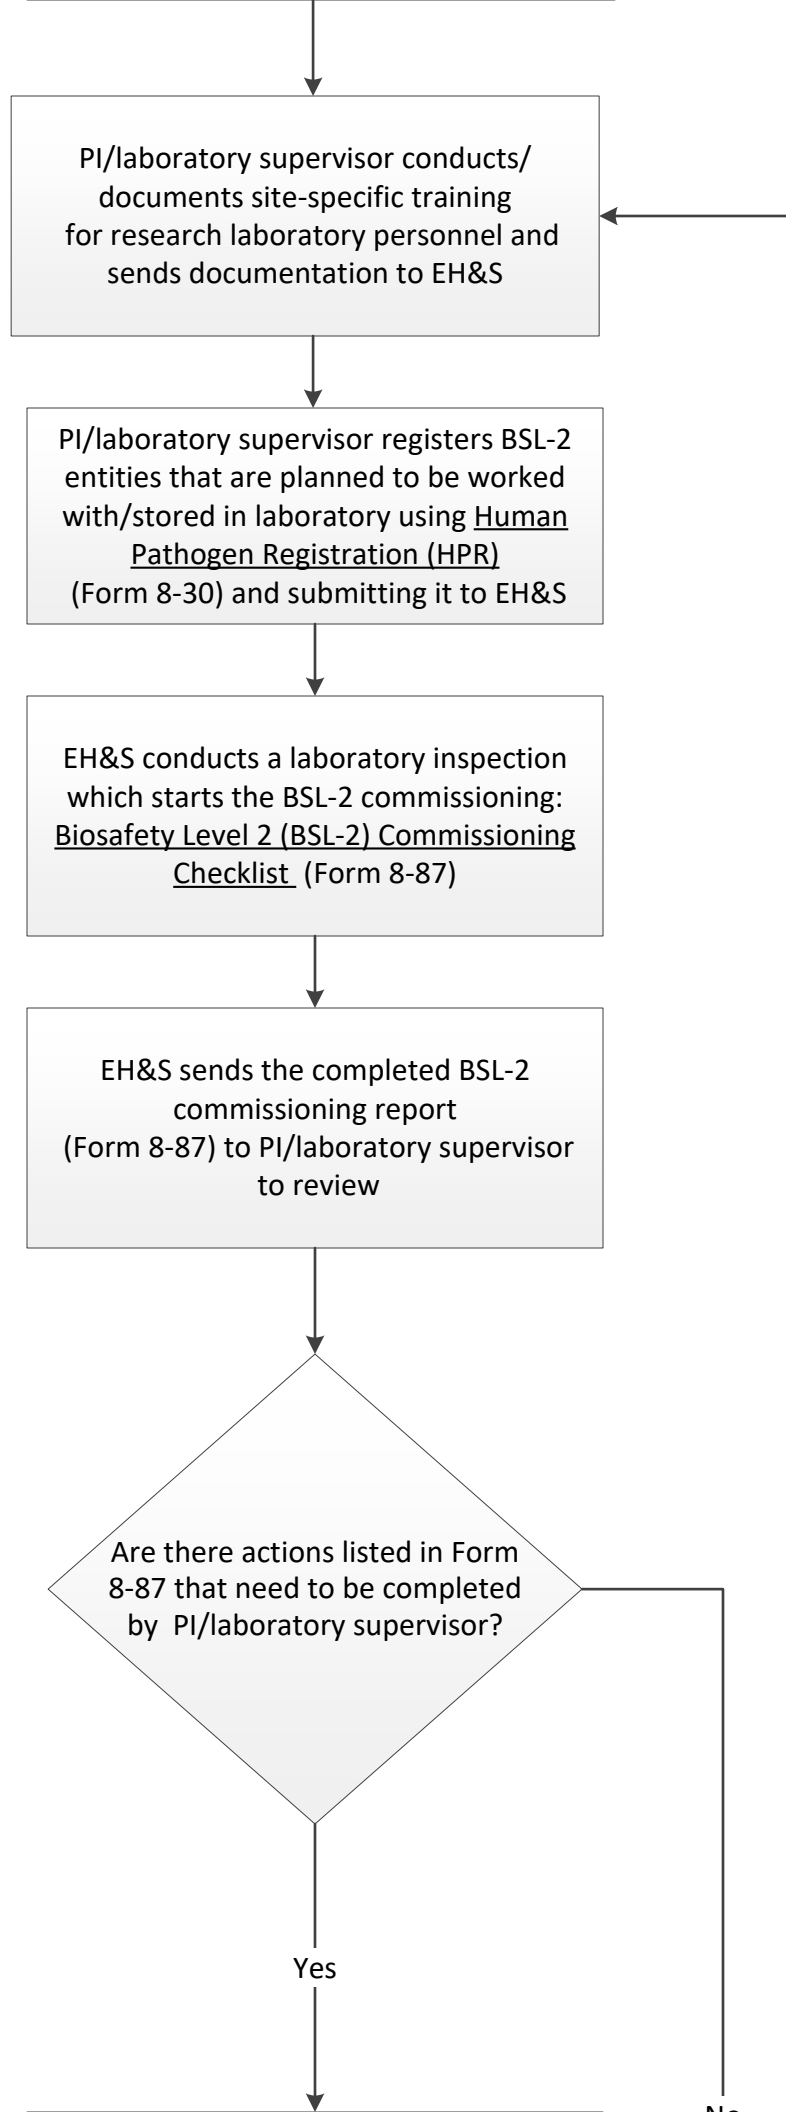 PI/laboratory supervisor conducts/
documents site-specific training
for research laboratory personnel and
sends documentation to EH&S
PI/laboratory supervisor registers BSL-2
entities that are planned to be worked
with/stored in laboratory using Human
Pathogen Registration (HPR)
(Form 8-30) and submitting it to EH&S
EH&S conducts a laboratory inspection
which starts the BSL-2 commissioning:
Biosafety Level 2 (BSL-2) Commissioning
Checklist (Form 8-87)
EH&S sends the completed BSL-2
commissioning report
(Form 8-87) to PI/laboratory supervisor
to review
Are there actions listed in Form
8-87 that need to be completed
by PI/laboratory supervisor?
Yes
No